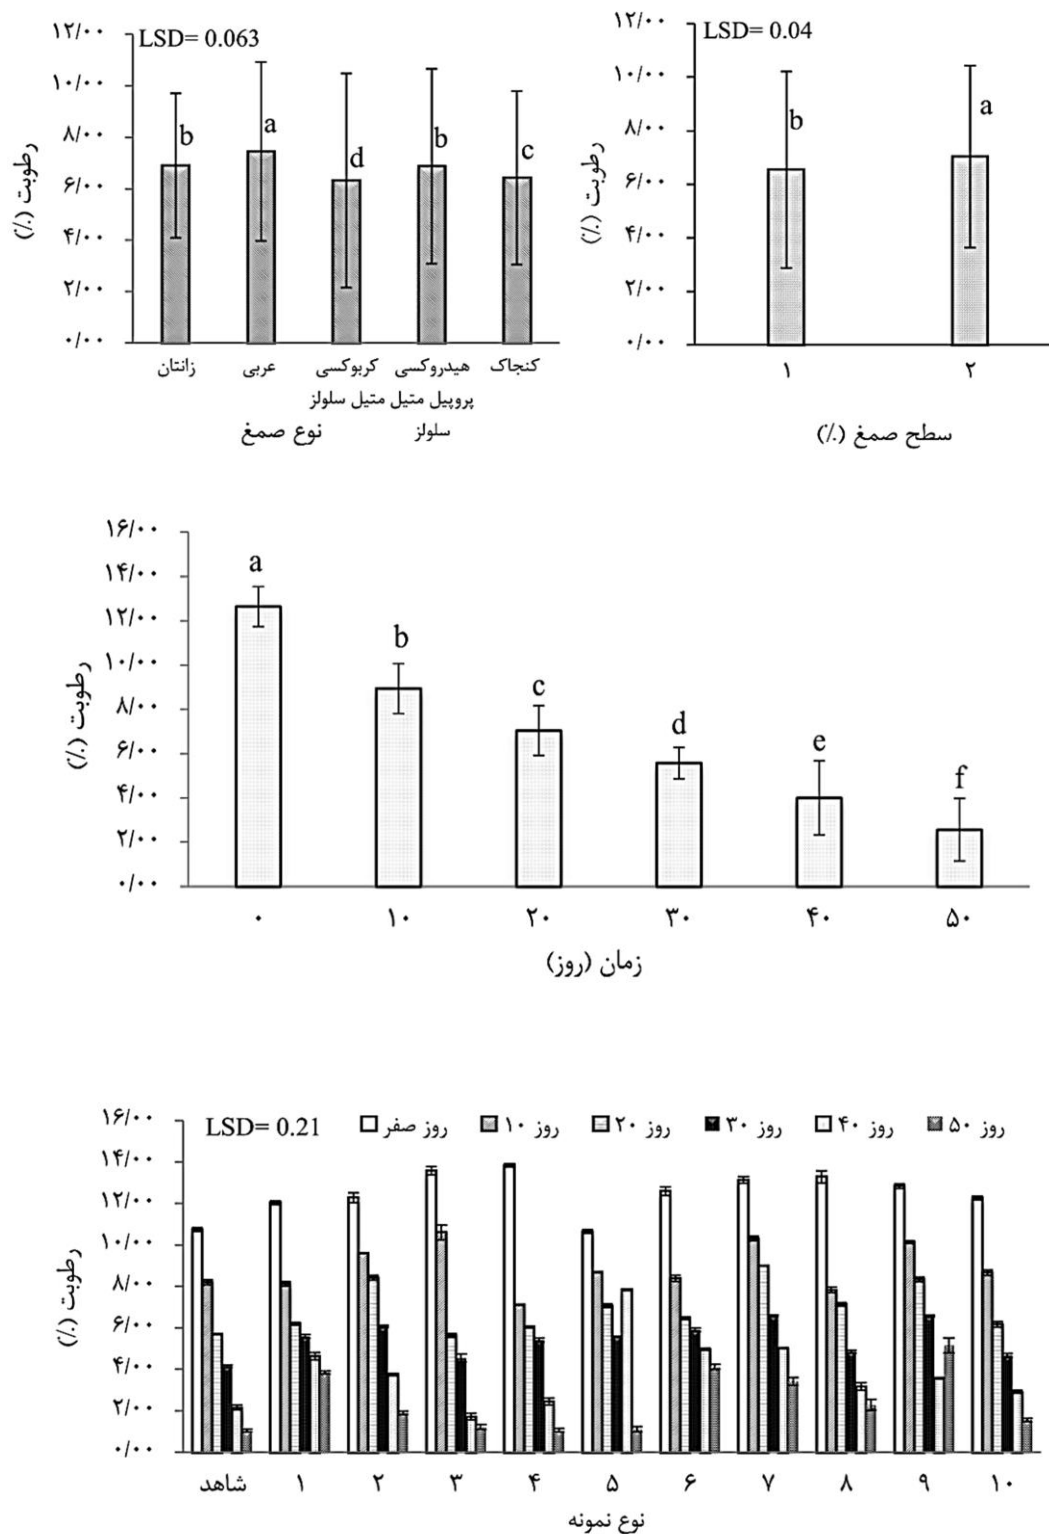 LSD= 0.063
رطوبت (٪)
۱۲/۰۰
۱۰/۰۰
۸/۰۰
۶/۰۰
۴/۰۰
۲/۰۰
۰/۰۰
b
a
d
b
c
زانتان
عربی
کربوکسی متیل سلولز
هیدروکسی پروپیل متیل سلولز
کنجاک
نوع صمغ
LSD= 0.04
رطوبت (٪)
۱۲/۰۰
۱۰/۰۰
۸/۰۰
۶/۰۰
۴/۰۰
۲/۰۰
۰/۰۰
b
a
۱
۲
سطح صمغ (٪)
رطوبت (٪)
۱۶/۰۰
۱۴/۰۰
۱۲/۰۰
۱۰/۰۰
۸/۰۰
۶/۰۰
۴/۰۰
۲/۰۰
۰/۰۰
a
b
c
d
e
f
۰
۱۰
۲۰
۳۰
۴۰
۵۰
زمان (روز)
LSD= 0.21
روز صفر
روز ۱۰
روز ۲۰
روز ۳۰
روز ۴۰
روز ۵۰
رطوبت (٪)
۱۶/۰۰
۱۴/۰۰
۱۲/۰۰
۱۰/۰۰
۸/۰۰
۶/۰۰
۴/۰۰
۲/۰۰
۰/۰۰
شاهد
۱
۲
۳
۴
۵
۶
۷
۸
۹
۱۰
نوع نمونه